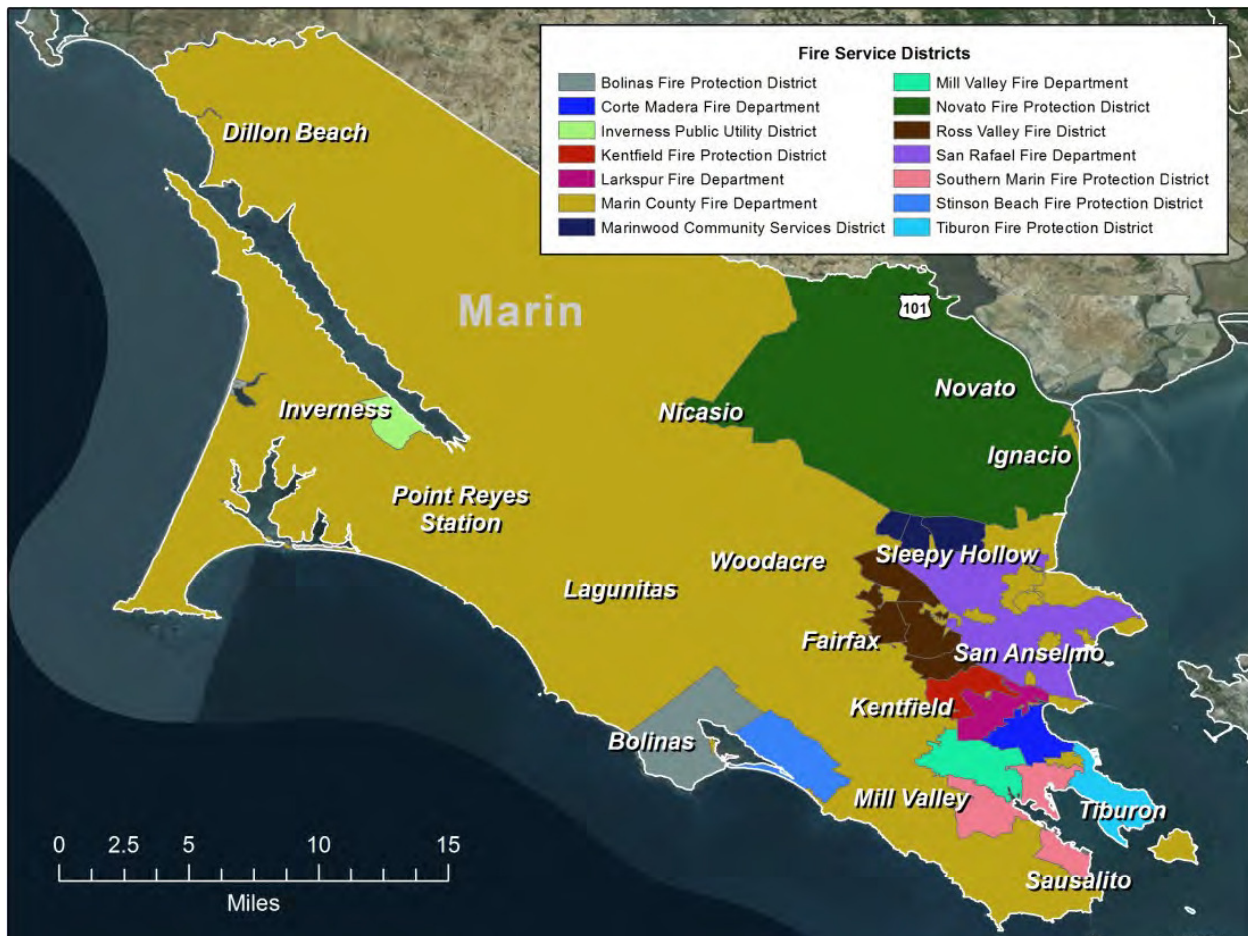 Fire Service Districts
Bolinas Fire Protection District
Corte Madera Fire Department
Inverness Public Utility District
Kentfield Fire Protection District
Larkspur Fire Department
Marin County Fire Department
Marinwood Community Services District
Mill Valley Fire Department
Novato Fire Protection District
Ross Valley Fire District
San Rafael Fire Department
Southern Marin Fire Protection District
Stinson Beach Fire Protection District
Tiburon Fire Protection District
Dillon Beach
Marin
101
Novato
Inverness
Nicasio
Ignacio
Point Reyes
Station
Sleepy Hollow
Woodacre
Lagunitas
Fairfax
San Anselmo
Kentfield
Bolinas
Mill Valley
Tiburon
Sausalito
0 2.5 5 10 15
Miles